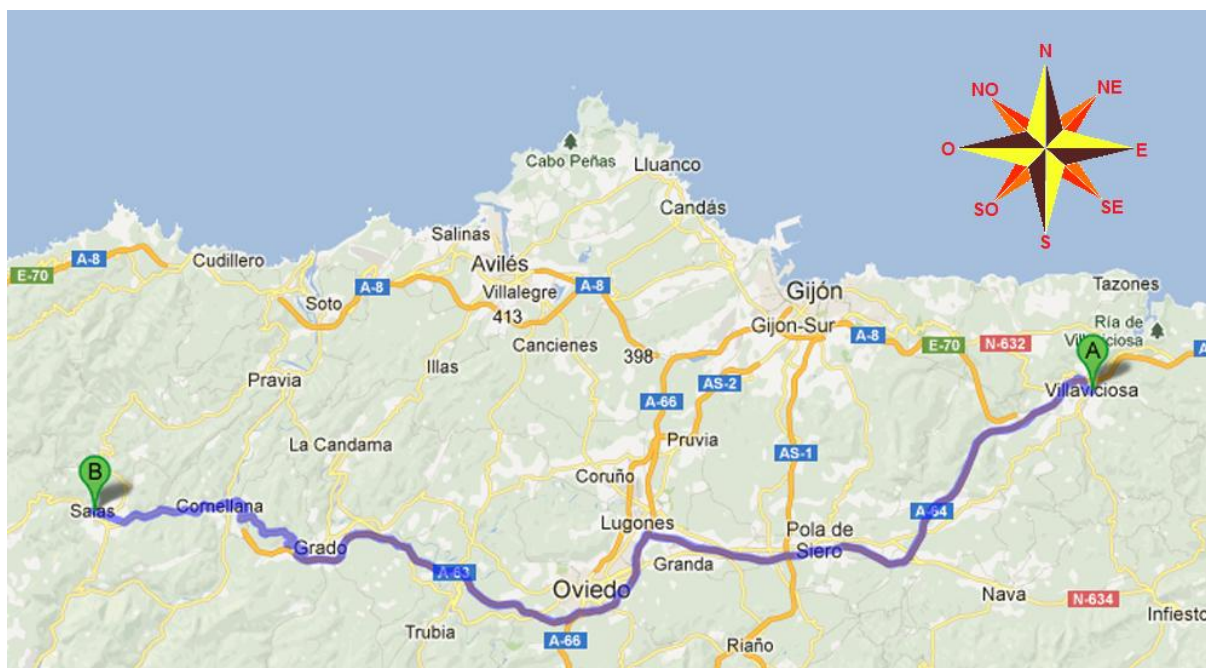 N
NO
NE
O
E
SO
SE
S
Cabo Peñas
Lluanco
Candás
Salinas
Cudillero
A-8
E-70
Avilés
Tazones
Soto
A-8
Villalegre
A-8
Gijón
413
Gijon-Sur
Ría de
Villaviciosa
A-8
N-632
E-70
A
Cancienes
398
Illas
Pravia
AS-2
A-66
Villaviciosa
La Candama
Pruvia
AS-1
B
Coruño
Salas
Cornellana
A-64
Lugones
Pola de
Siero
Grado
Granda
A-63
Oviedo
Nava
N-634
Infiesto
Trubia
A-66
Riaño